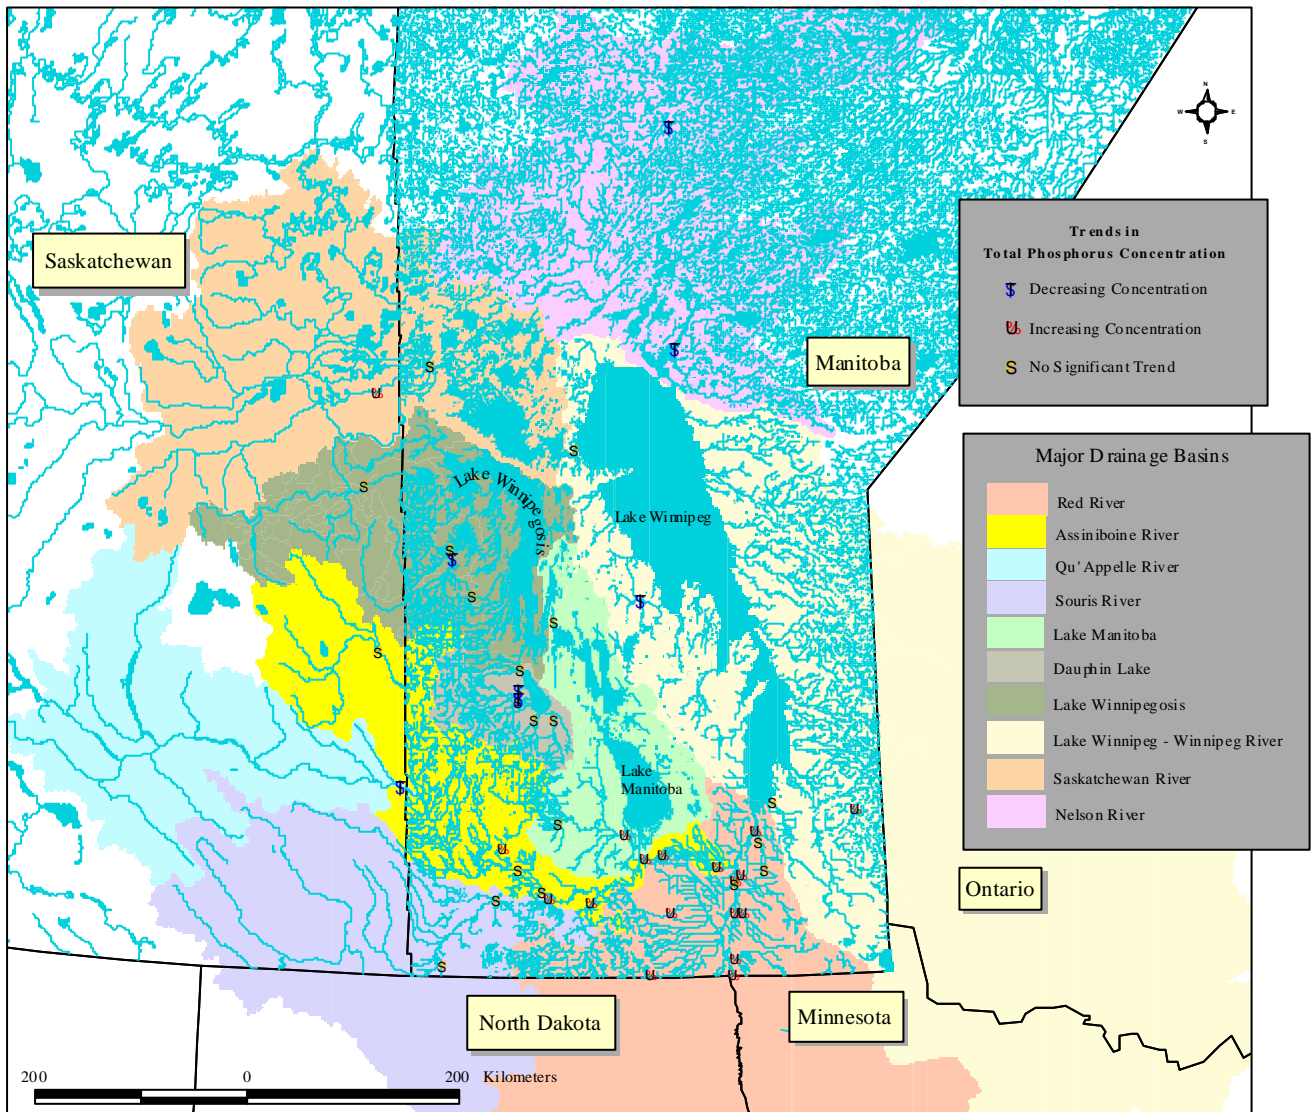 N
W E
S
Saskatchewan
Trends in
Total Phosphorus Concentration
Decreasing Concentration
Increasing Concentration
S No Significant Trend
Manitoba
Major Drainage Basins
Red River
Assiniboine River
Qu'Appelle River
Souris River
Lake Manitoba
Dauphin Lake
Lake Winnipegosis
Lake Winnipeg - Winnipeg River
Saskatchewan River
Nelson River
Lake Winnipegosis
Lake Winnipeg
Lake
Manitoba
Ontario
North Dakota
Minnesota
200 0 200 Kilometers